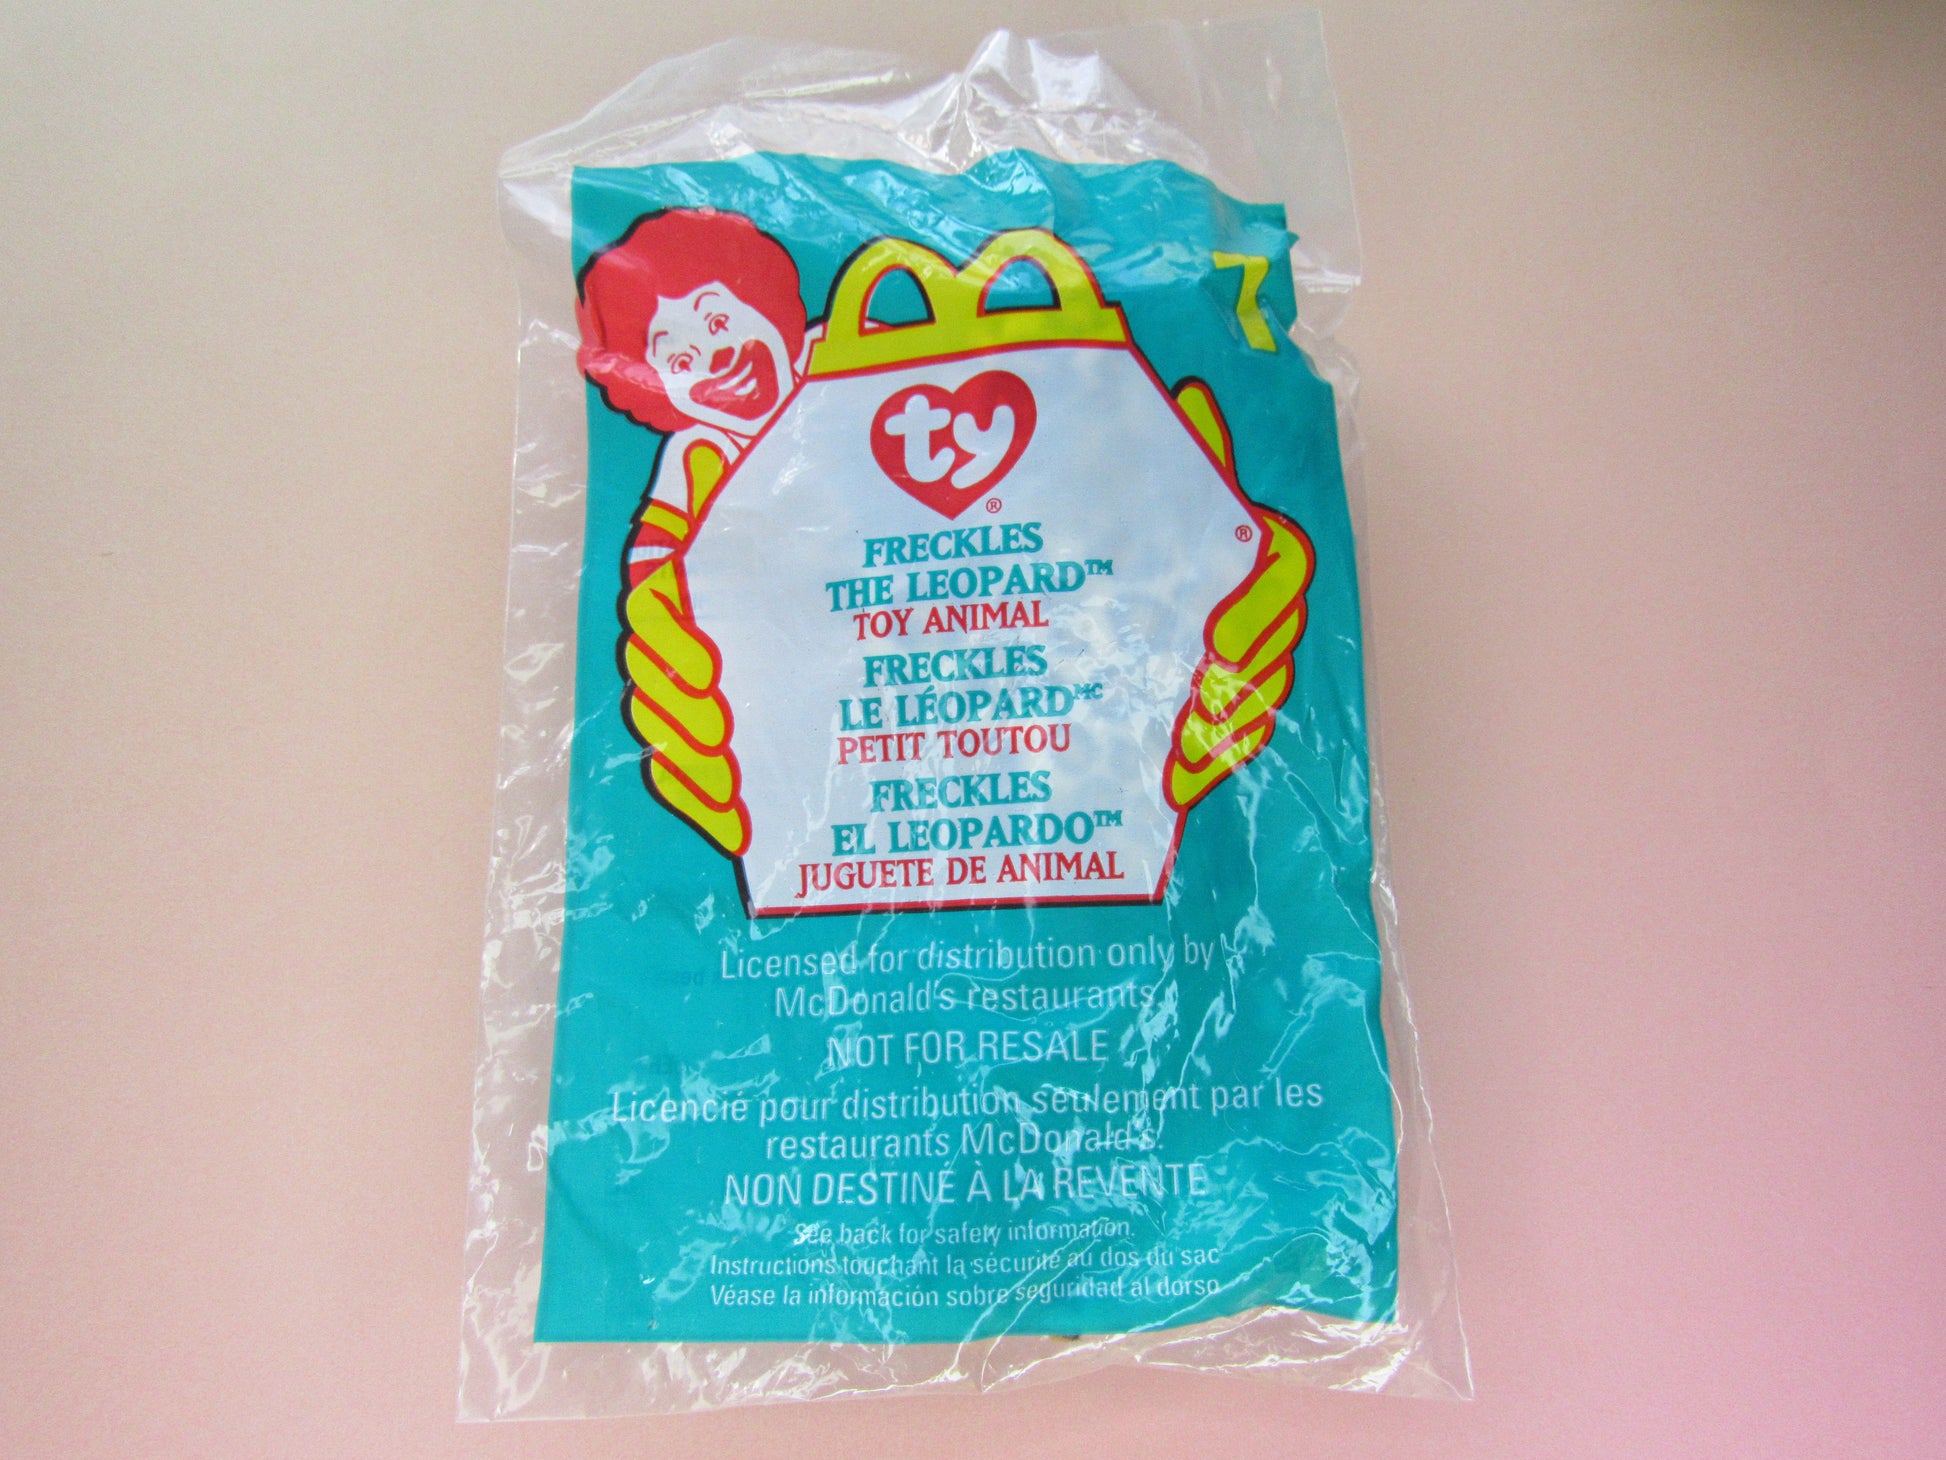 7
ty
®
®
FRECKLES
THE LEOPARD™
TOY ANIMAL
FRECKLES
LE LÉOPARDMC
PETIT TOUTOU
FRECKLES
EL LEOPARDO™
JUGUETE DE ANIMAL
Licensed for distribution only by
McDonald's restaurants.
NOT FOR RESALE
Licencié pour distribution seulement par les
restaurants McDonald's.
NON DESTINÉ À LA REVENTE
See back for safety information.
Instructions touchant la sécurité au dos du sac
Véase la información sobre seguridad al dorso